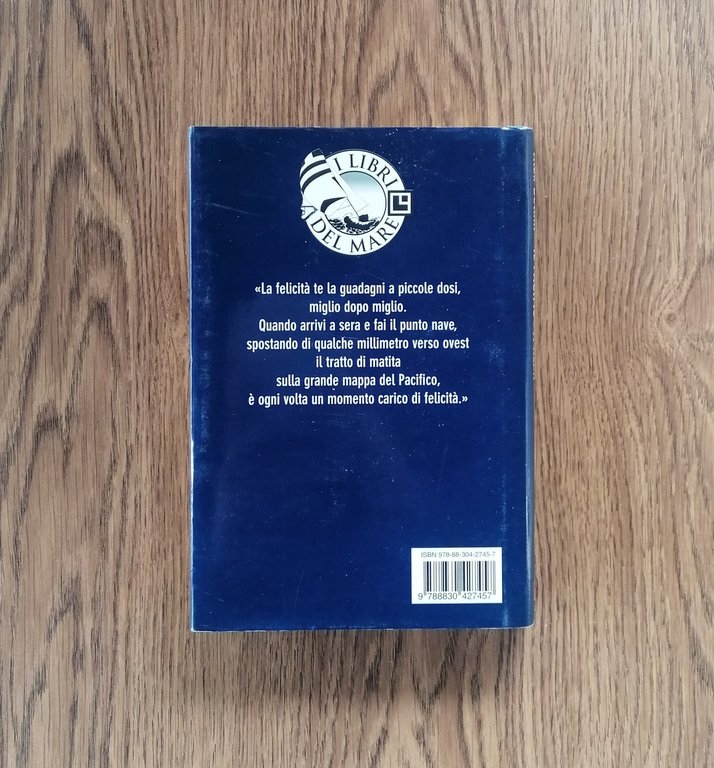 I LIBRI
DEL MARE
«La felicità te la guadagni a piccole dosi,
miglio dopo miglio.
Quando arrivi a sera e fai il punto nave,
spostando di qualche millimetro verso ovest
il tratto di matita
sulla grande mappa del Pacifico,
è ogni volta un momento carico di felicità.»
ISBN 978-88-304-2745-7
9 788830 427457